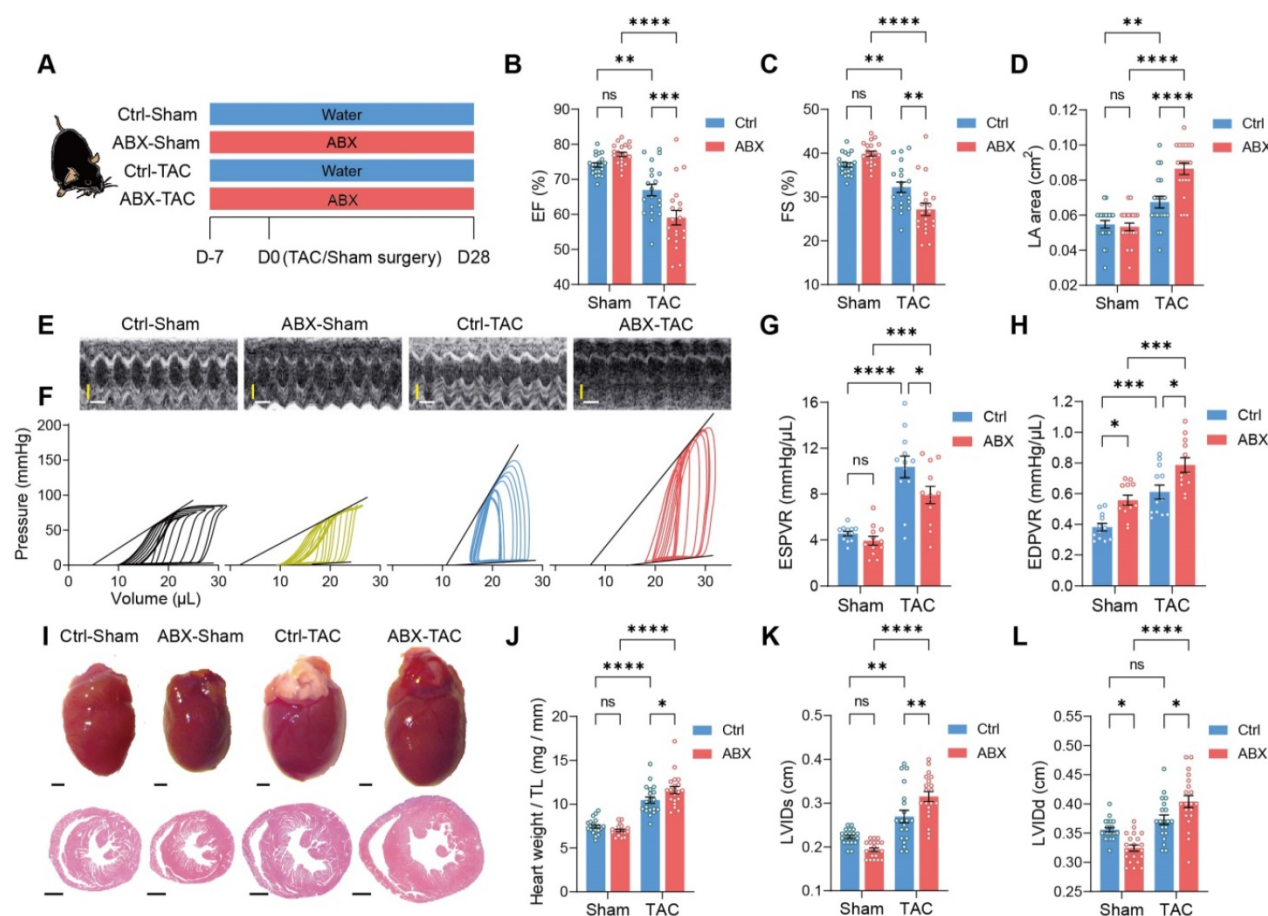 A
Ctrl-Sham
Water
ABX-Sham
ABX
Ctrl-TAC
Water
ABX-TAC
ABX
D-7
D0 (TAC/Sham surgery)
D28
B
****
**
ns
***
Ctrl
ABX
EF (%)
90
80
70
60
50
40
Sham
TAC
C
****
**
ns
**
Ctrl
ABX
FS (%)
50
40
30
20
10
Sham
TAC
D
**
****
ns
****
Ctrl
ABX
LA area (cm²)
0.12
0.10
0.08
0.06
0.04
0.02
0.00
Sham
TAC
E
Ctrl-Sham
ABX-Sham
Ctrl-TAC
ABX-TAC
F
Pressure (mmHg)
200
150
100
50
0
0 10 20 30
10 20 30
10 20 30
10 20 30
Volume (µL)
G
***
****
*
ns
Ctrl
ABX
ESPVR (mmHg/µL)
16
12
8
4
0
Sham
TAC
H
***
***
*
*
Ctrl
ABX
EDPVR (mmHg/µL)
1.2
1.0
0.8
0.6
0.4
0.2
0.0
Sham
TAC
I
Ctrl-Sham
ABX-Sham
Ctrl-TAC
ABX-TAC
J
****
****
ns
*
Heart weight / TL (mg / mm)
20
15
10
5
0
Sham
TAC
K
****
**
ns
**
Ctrl
ABX
LVIDs (cm)
0.5
0.4
0.3
0.2
0.1
Sham
TAC
L
****
ns
*
*
Ctrl
ABX
LVIDd (cm)
0.55
0.50
0.45
0.40
0.35
0.30
0.25
Sham
TAC